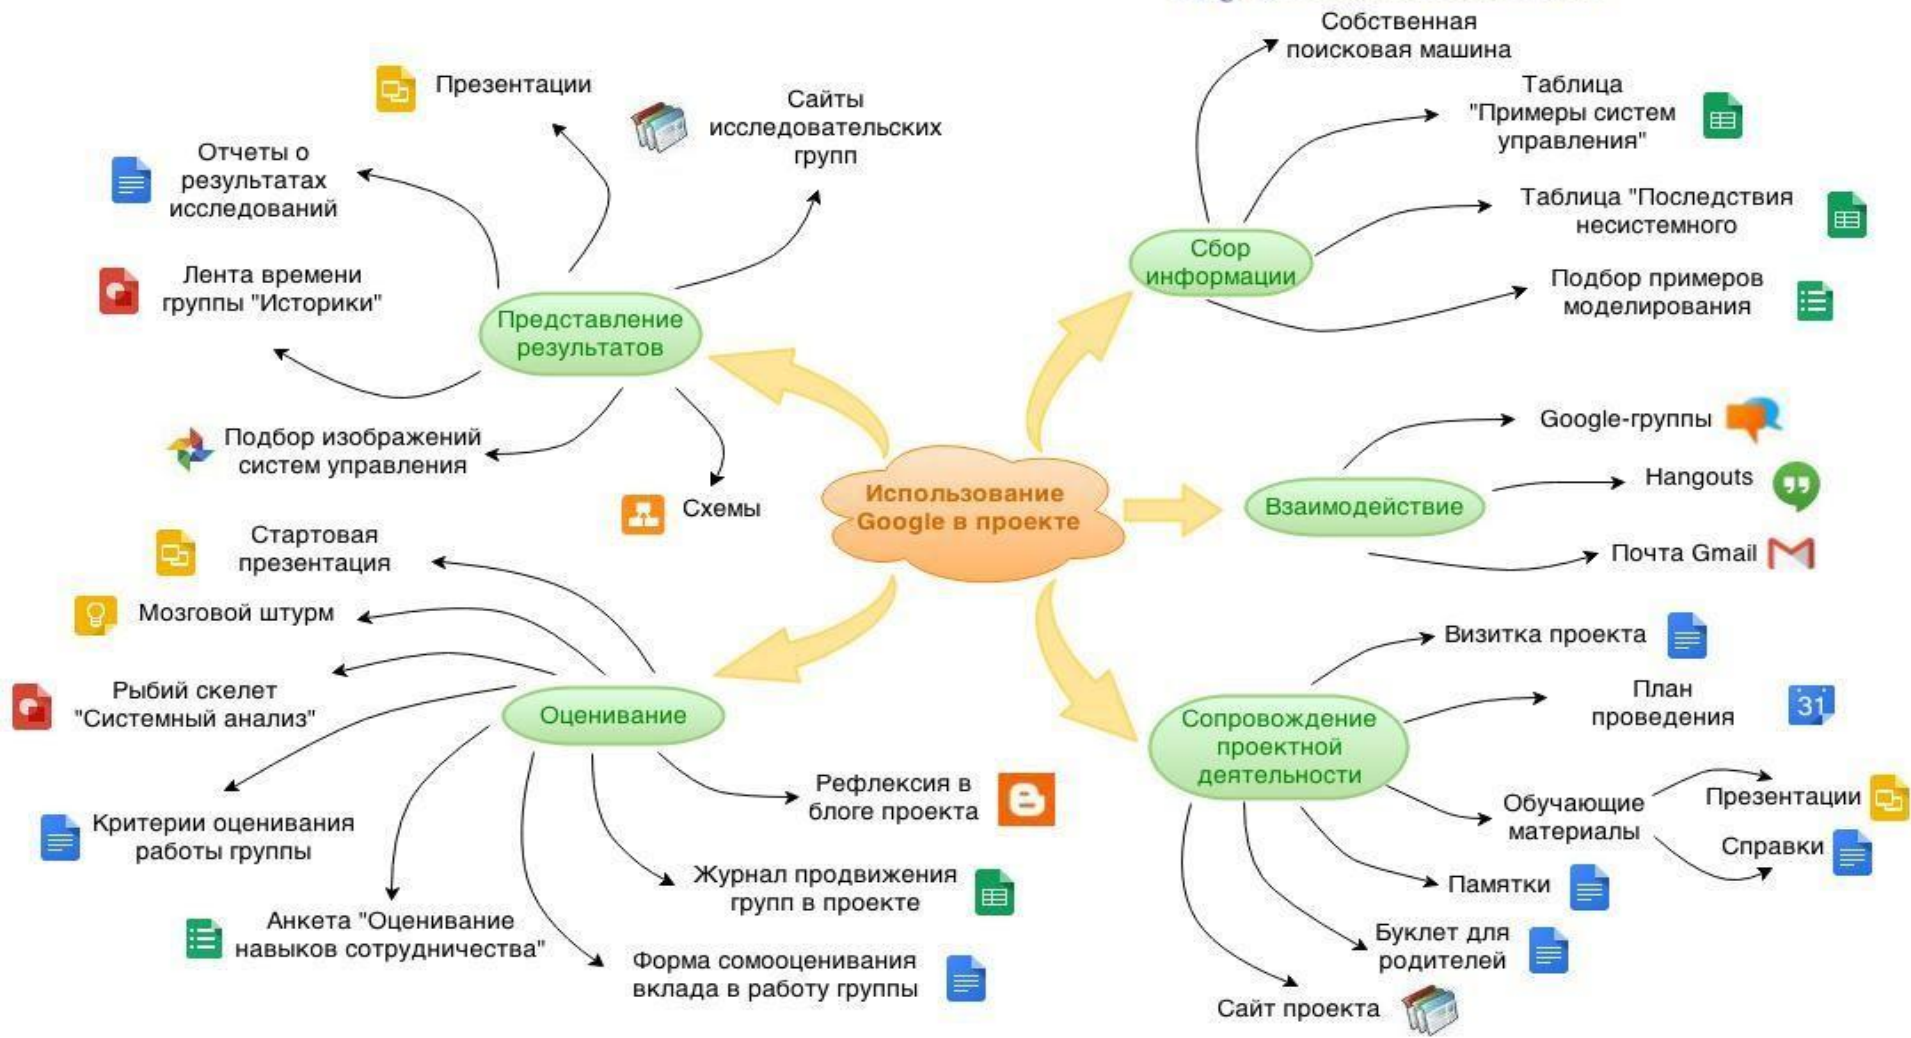 Собственная
поисковая машина
Таблица
"Примеры систем
управления"
Таблица "Последствия
несистемного
Подбор примеров
моделирования
Сбор
информации
Презентации
Сайты
исследовательских
групп
Отчеты о
результатах
исследований
Лента времени
группы "Историки"
Представление
результатов
Подбор изображений
систем управления
Схемы
Использование
Google в проекте
Google-группы
Hangouts
Взаимодействие
Почта Gmail
Стартовая
презентация
Мозговой штурм
Рыбий скелет
"Системный анализ"
Оценивание
Критерии оценивания
работы группы
Анкета "Оценивание
навыков сотрудничества"
Рефлексия в
блоге проекта
Журнал продвижения
групп в проекте
Форма сомооценивания
вклада в работу группы
Визитка проекта
План
проведения
31
Сопровождение
проектной
деятельности
Обучающие
материалы
Презентации
Справки
Памятки
Буклет для
родителей
Сайт проекта